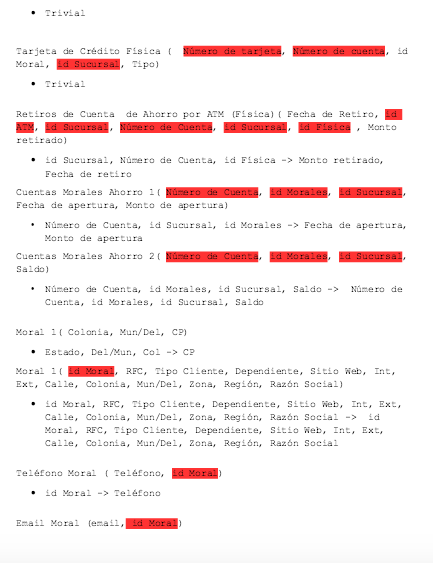 • Trivial
Tarjeta de Crédito Física ( Número de tarjeta, Número de cuenta, id
Moral, id Sucursal, Tipo)
• Trivial
Retiros de Cuenta de Ahorro por ATM (Física)( Fecha de Retiro, id
ATM, id Sucursal, Número de Cuenta, id Sucursal, id Física , Monto
retirado)
• id Sucursal, Número de Cuenta, id Física -> Monto retirado,
Fecha de retiro
Cuentas Morales Ahorro 1( Número de Cuenta, id Morales, id Sucursal,
Fecha de apertura, Monto de apertura)
• Número de Cuenta, id Sucursal, id Morales -> Fecha de apertura,
Monto de apertura
Cuentas Morales Ahorro 2( Número de Cuenta, id Morales, id Sucursal,
Saldo)
• Número de Cuenta, id Morales, id Sucursal, Saldo -> Número de
Cuenta, id Morales, id Sucursal, Saldo
Moral 1( Colonia, Mun/Del, CP)
• Estado, Del/Mun, Col -> CP
Moral 1( id Moral, RFC, Tipo Cliente, Dependiente, Sitio Web, Int,
Ext, Calle, Colonia, Mun/Del, Zona, Región, Razón Social)
• id Moral, RFC, Tipo Cliente, Dependiente, Sitio Web, Int, Ext,
Calle, Colonia, Mun/Del, Zona, Región, Razón Social -> id
Moral, RFC, Tipo Cliente, Dependiente, Sitio Web, Int, Ext,
Calle, Colonia, Mun/Del, Zona, Región, Razón Social
Teléfono Moral ( Teléfono, id Moral)
• id Moral -> Teléfono
Email Moral (email, id Moral)